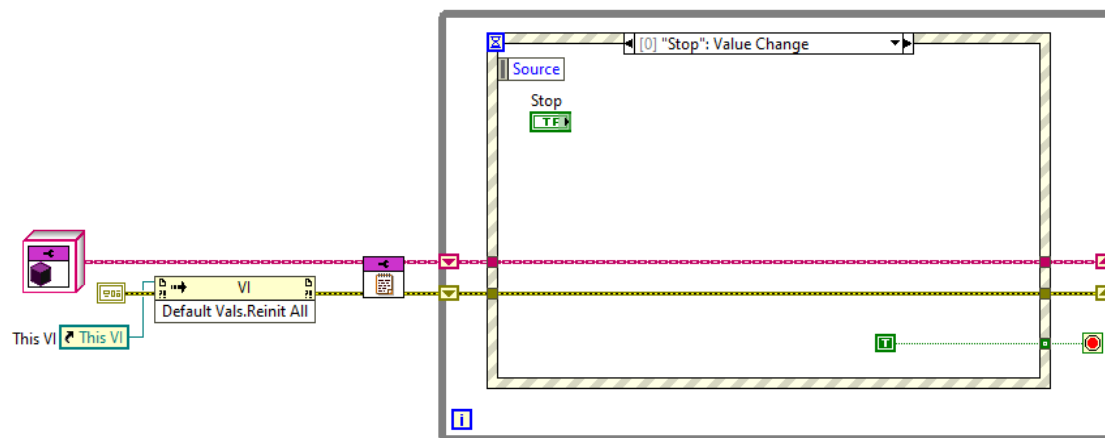 [0] "Stop": Value Change
Source
Stop
TF
VI
Default Vals.Reinit All
This VI
This VI
T
i